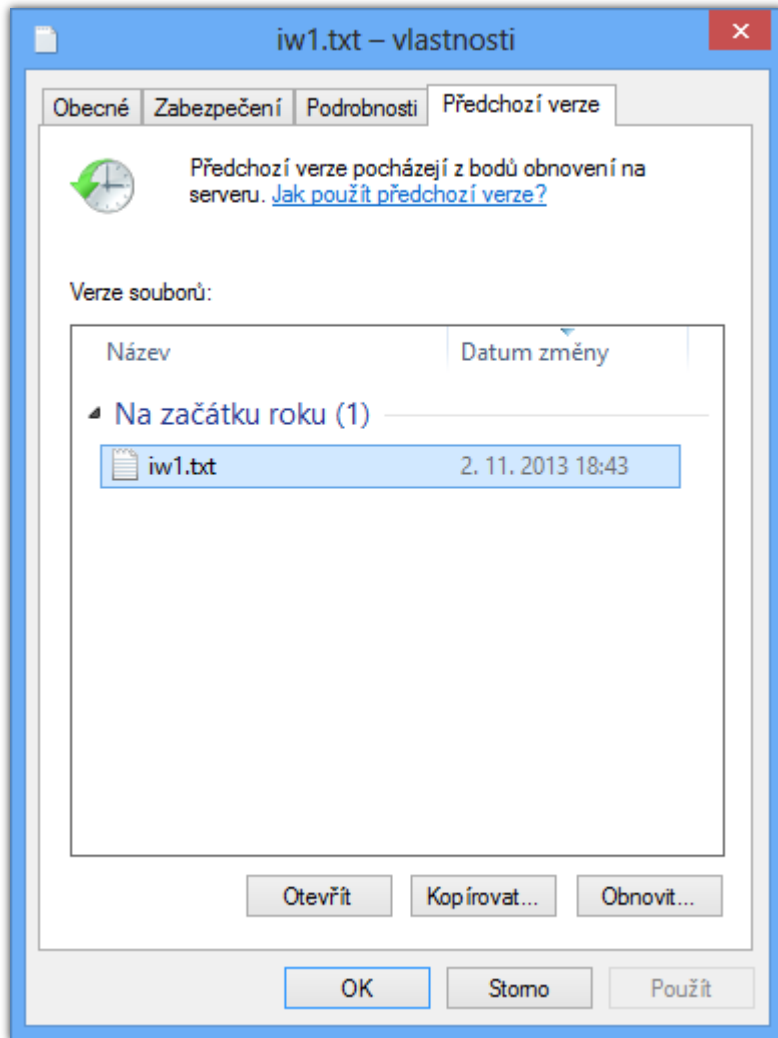 iw1.txt – vlastnosti
Obecné Zabezpečení Podrobnosti Předchozí verze
Předchozí verze pocházejí z bodů obnovení na
serveru. Jak použít předchozí verze?
Verze souborů:
Název Datum změny
Na začátku roku (1)
iw1.txt 2. 11. 2013 18:43
Otevřít Kopírovat... Obnovit...
OK Storno Použít